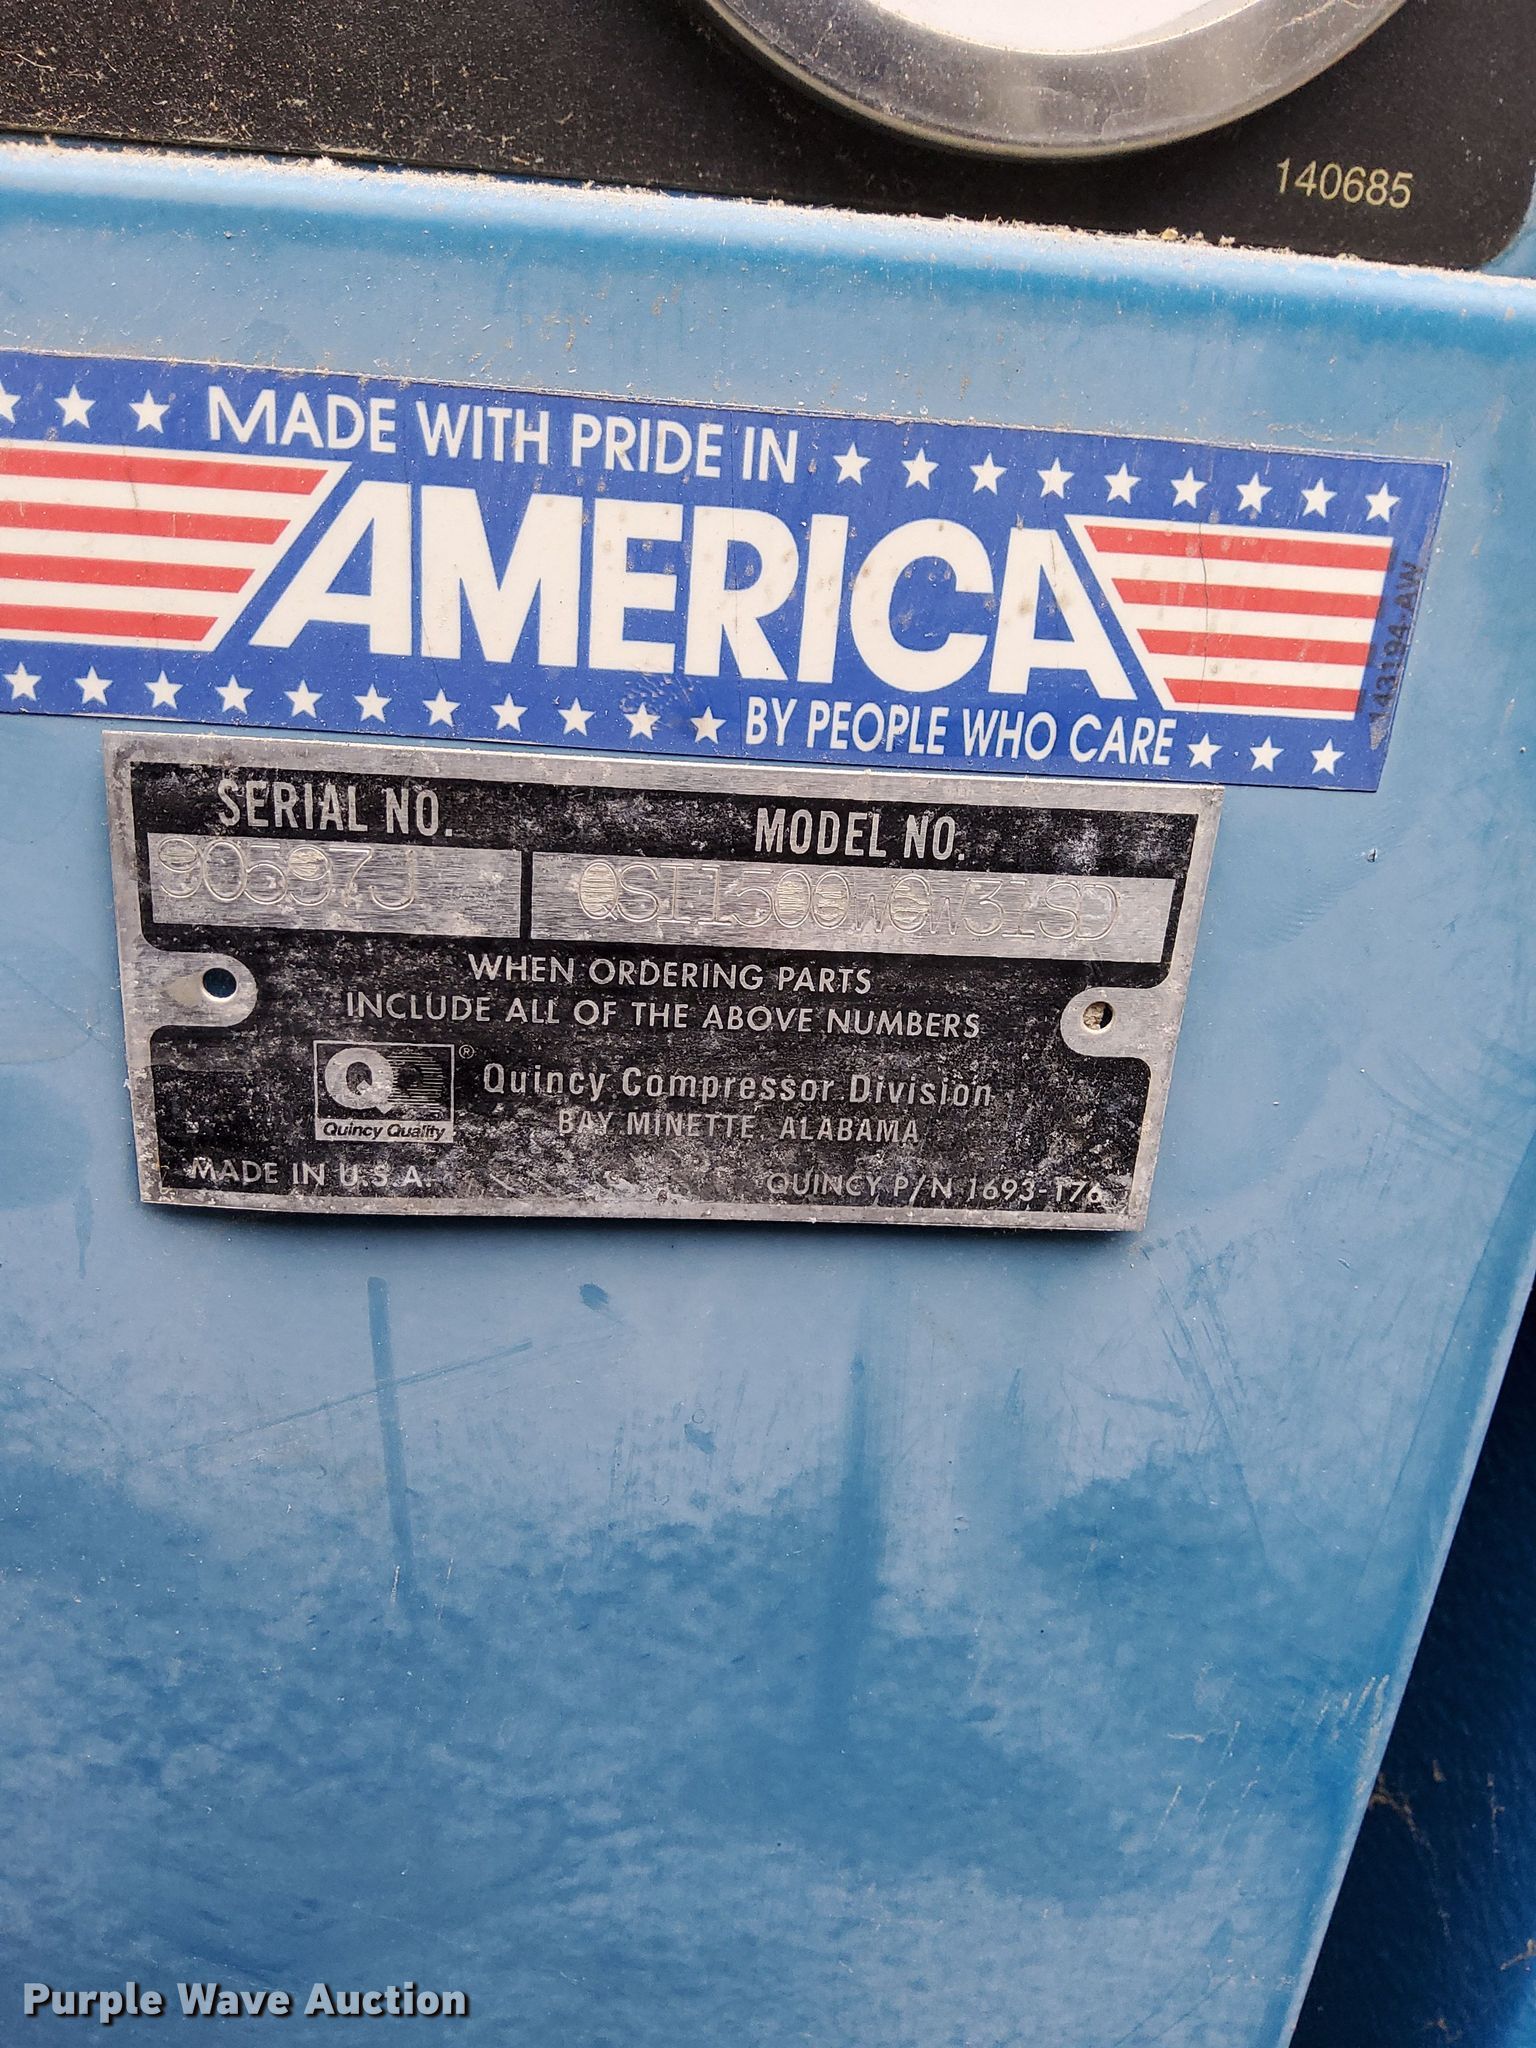 140685
MADE WITH PRIDE IN
AMERICA
BY PEOPLE WHO CARE
143194-AW
SERIAL NO.
MODEL NO.
90597J
QSI1500WCW31SD
WHEN ORDERING PARTS
INCLUDE ALL OF THE ABOVE NUMBERS
Q
®
Quincy Compressor Division
BAY MINETTE, ALABAMA
Quincy Quality
MADE IN U.S.A.
QUINCY P/N 1693-176
Purple Wave Auction